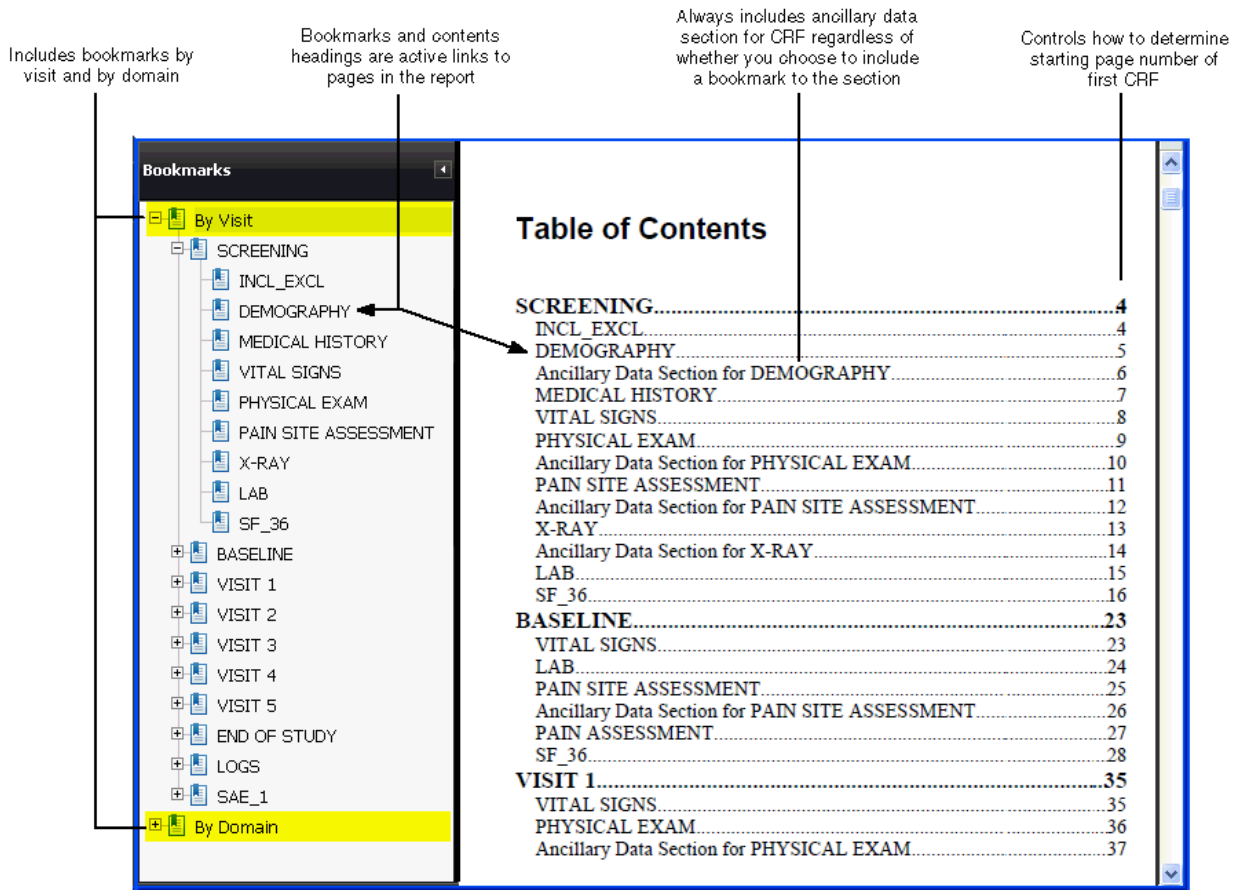 Includes bookmarks by
visit and by domain
Bookmarks and contents
headings are active links to
pages in the report
Always includes ancillary data
section for CRF regardless of
whether you choose to include
a bookmark to the section
Controls how to determine
starting page number of
first CRF
Bookmarks
By Visit
SCREENING
INCL_EXCL
DEMOGRAPHY
MEDICAL HISTORY
VITAL SIGNS
PHYSICAL EXAM
PAIN SITE ASSESSMENT
X-RAY
LAB
SF_36
BASELINE
VISIT 1
VISIT 2
VISIT 3
VISIT 4
VISIT 5
END OF STUDY
LOGS
SAE_1
By Domain
Table of Contents
SCREENING....4
INCL_EXCL....4
DEMOGRAPHY....5
Ancillary Data Section for DEMOGRAPHY....6
MEDICAL HISTORY....7
VITAL SIGNS....8
PHYSICAL EXAM....9
Ancillary Data Section for PHYSICAL EXAM....10
PAIN SITE ASSESSMENT....11
Ancillary Data Section for PAIN SITE ASSESSMENT....12
X-RAY....13
Ancillary Data Section for X-RAY....14
LAB....15
SF_36....16
BASELINE....23
VITAL SIGNS....23
LAB....24
PAIN SITE ASSESSMENT....25
Ancillary Data Section for PAIN SITE ASSESSMENT....26
PAIN ASSESSMENT....27
SF_36....28
VISIT 1....35
VITAL SIGNS....35
PHYSICAL EXAM....36
Ancillary Data Section for PHYSICAL EXAM....37